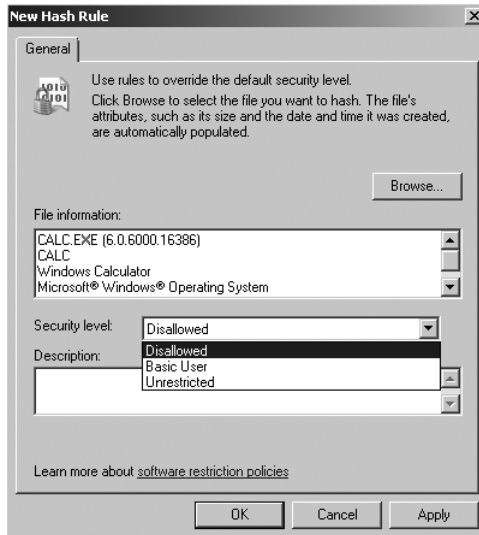 New Hash Rule
General
Use rules to override the default security level.
Click Browse to select the file you want to hash. The file's
attributes, such as its size and the date and time it was created,
are automatically populated.
Browse...
File information:
CALC.EXE (6.0.6000.16386)
CALC
Windows Calculator
Microsoft® Windows® Operating System
Security level:
Disallowed
Disallowed
Description:
Basic User
Unrestricted
Learn more about software restriction policies
OK
Cancel
Apply